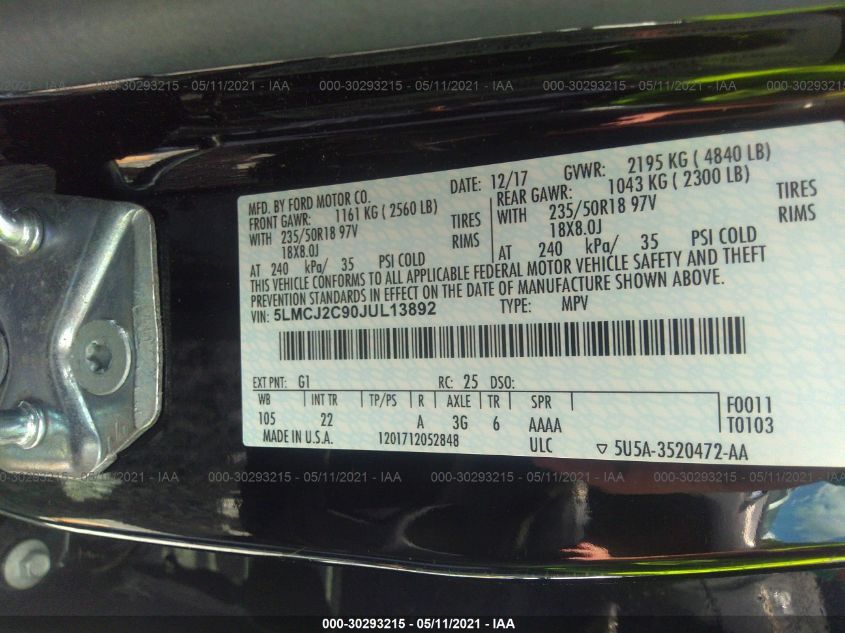 000-30293215 - 05/11/2021 - IAA
MFD. BY FORD MOTOR CO. DATE: 12/17 GVWR: 2195 KG ( 4840 LB)
FRONT GAWR: 1161 KG ( 2560 LB) REAR GAWR: 1043 KG ( 2300 LB)
WITH 235/50R18 97V TIRES WITH 235/50R18 97V TIRES
18X8.0J RIMS 18X8.0J RIMS
AT 240 kPa/ 35 PSI COLD AT 240 kPa/ 35 PSI COLD
THIS VEHICLE CONFORMS TO ALL APPLICABLE FEDERAL MOTOR VEHICLE SAFETY AND THEFT
PREVENTION STANDARDS IN EFFECT ON THE DATE OF MANUFACTURE SHOWN ABOVE.
VIN: 5LMCJ2C90JUL13892 TYPE: MPV
EXT PNT: G1 RC: 25 DSO:
WB INT TR TP/PS R AXLE TR SPR F0011
105 22 A 3G 6 AAAA T0103
MADE IN U.S.A. 1201712052848 ULC 5U5A-3520472-AA
000-30293215 - 05/11/2021 - IAA
000-30293215 - 05/11/2021 - IAA